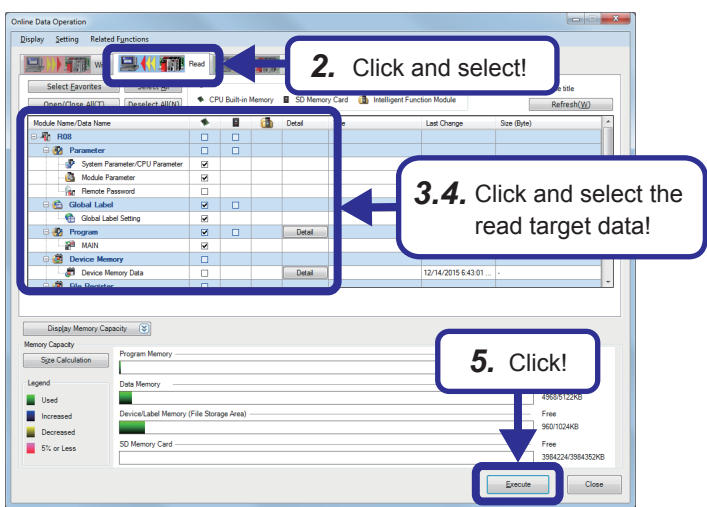 Online Data Operation
Display Setting Related Functions
Read
2. Click and select!
Select Favorites
Open/Close All(T) Deselect All(N)
CPU Built-in Memory SD Memory Card Intelligent Function Module
title
Refresh(W)
Module Name/Data Name Detail Last Change Size (Byte)
R08
Parameter
System Parameter/CPU Parameter
Module Parameter
Remote Password
Global Label
Global Label Setting
Program Detail
MAIN
Device Memory
Device Memory Data Detail 12/14/2015 6:43:01 ... -
File Register
3.4. Click and select the
read target data!
Display Memory Capacity
Memory Capacity
Size Calculation
Program Memory
5. Click!
Legend
Used
Increased
Decreased
5% or Less
Data Memory
4968/5122KB
Device/Label Memory (File Storage Area)
Free
960/1024KB
SD Memory Card
Free
3984224/3984352KB
Execute Close